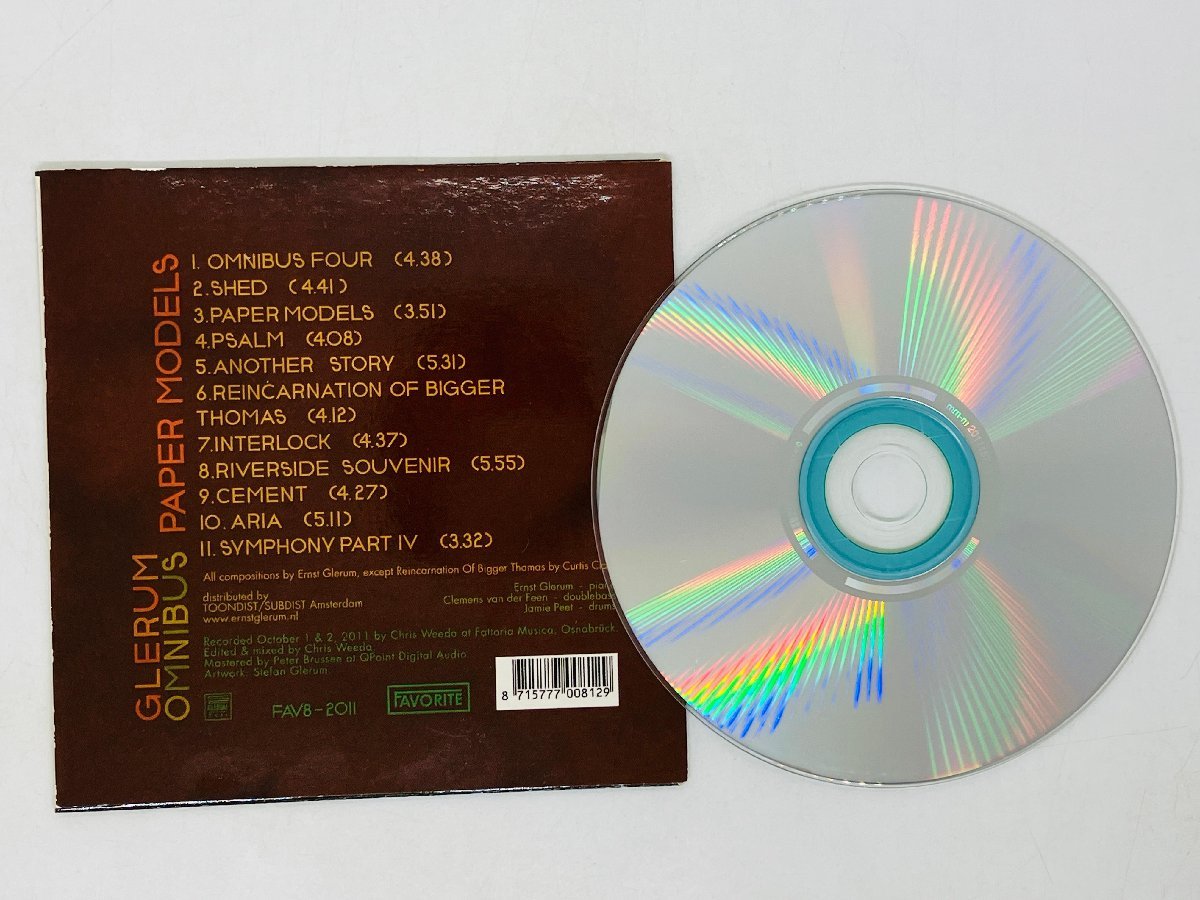 GLERUM
OMNIBUS PAPER MODELS
1. OMNIBUS FOUR (4.38)
2. SHED (4.41)
3. PAPER MODELS (3.51)
4. PSALM (4.08)
5. ANOTHER STORY (5.31)
6. REINCARNATION OF BIGGER
THOMAS (4.12)
7. INTERLOCK (4.37)
8. RIVERSIDE SOUVENIR (5.55)
9. CEMENT (4.27)
10. ARIA (5.11)
11. SYMPHONY PART IV (3.32)
All compositions by Ernst Glerum, except Reincarnation Of Bigger Thomas by Curtis
distributed by
TOONDIST/SUBDIST Amsterdam
www.ernstglerum.nl
Ernst Glerum - piano
Clemens van der Feen - doublebass
Jamie Peet - drums
Recorded October 1 & 2, 2011 by Chris Weeda at Fattoria Musica, Osnabrück.
Edited & mixed by Chris Weeda
Mastered by Peter Brussee at QPoint Digital Audio
Artwork: Stefan Glerum
FAV8-2011
FAVORITE
8 715777 008129